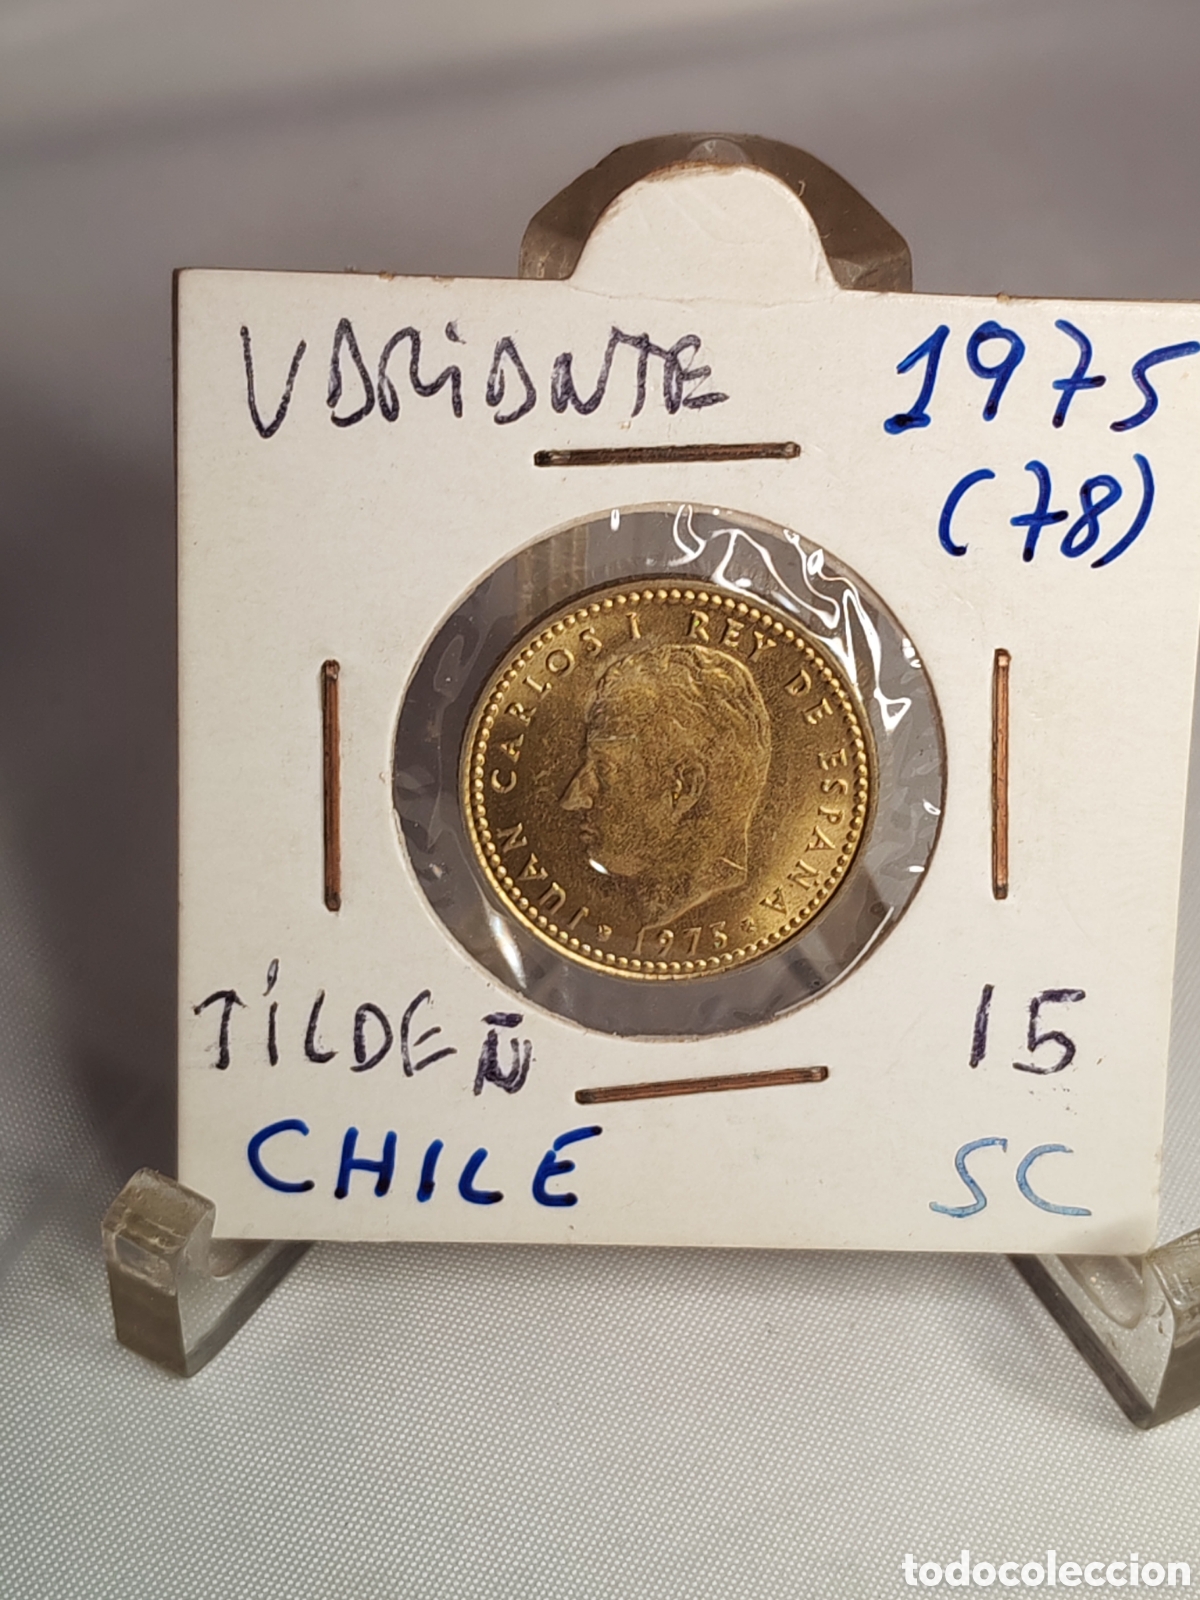 VARIANTE 1975
(78)
JUAN CARLOS I REY DE ESPAÑA
* 1975 *
TILDE Ñ 15
CHILE SC
todocoleccion